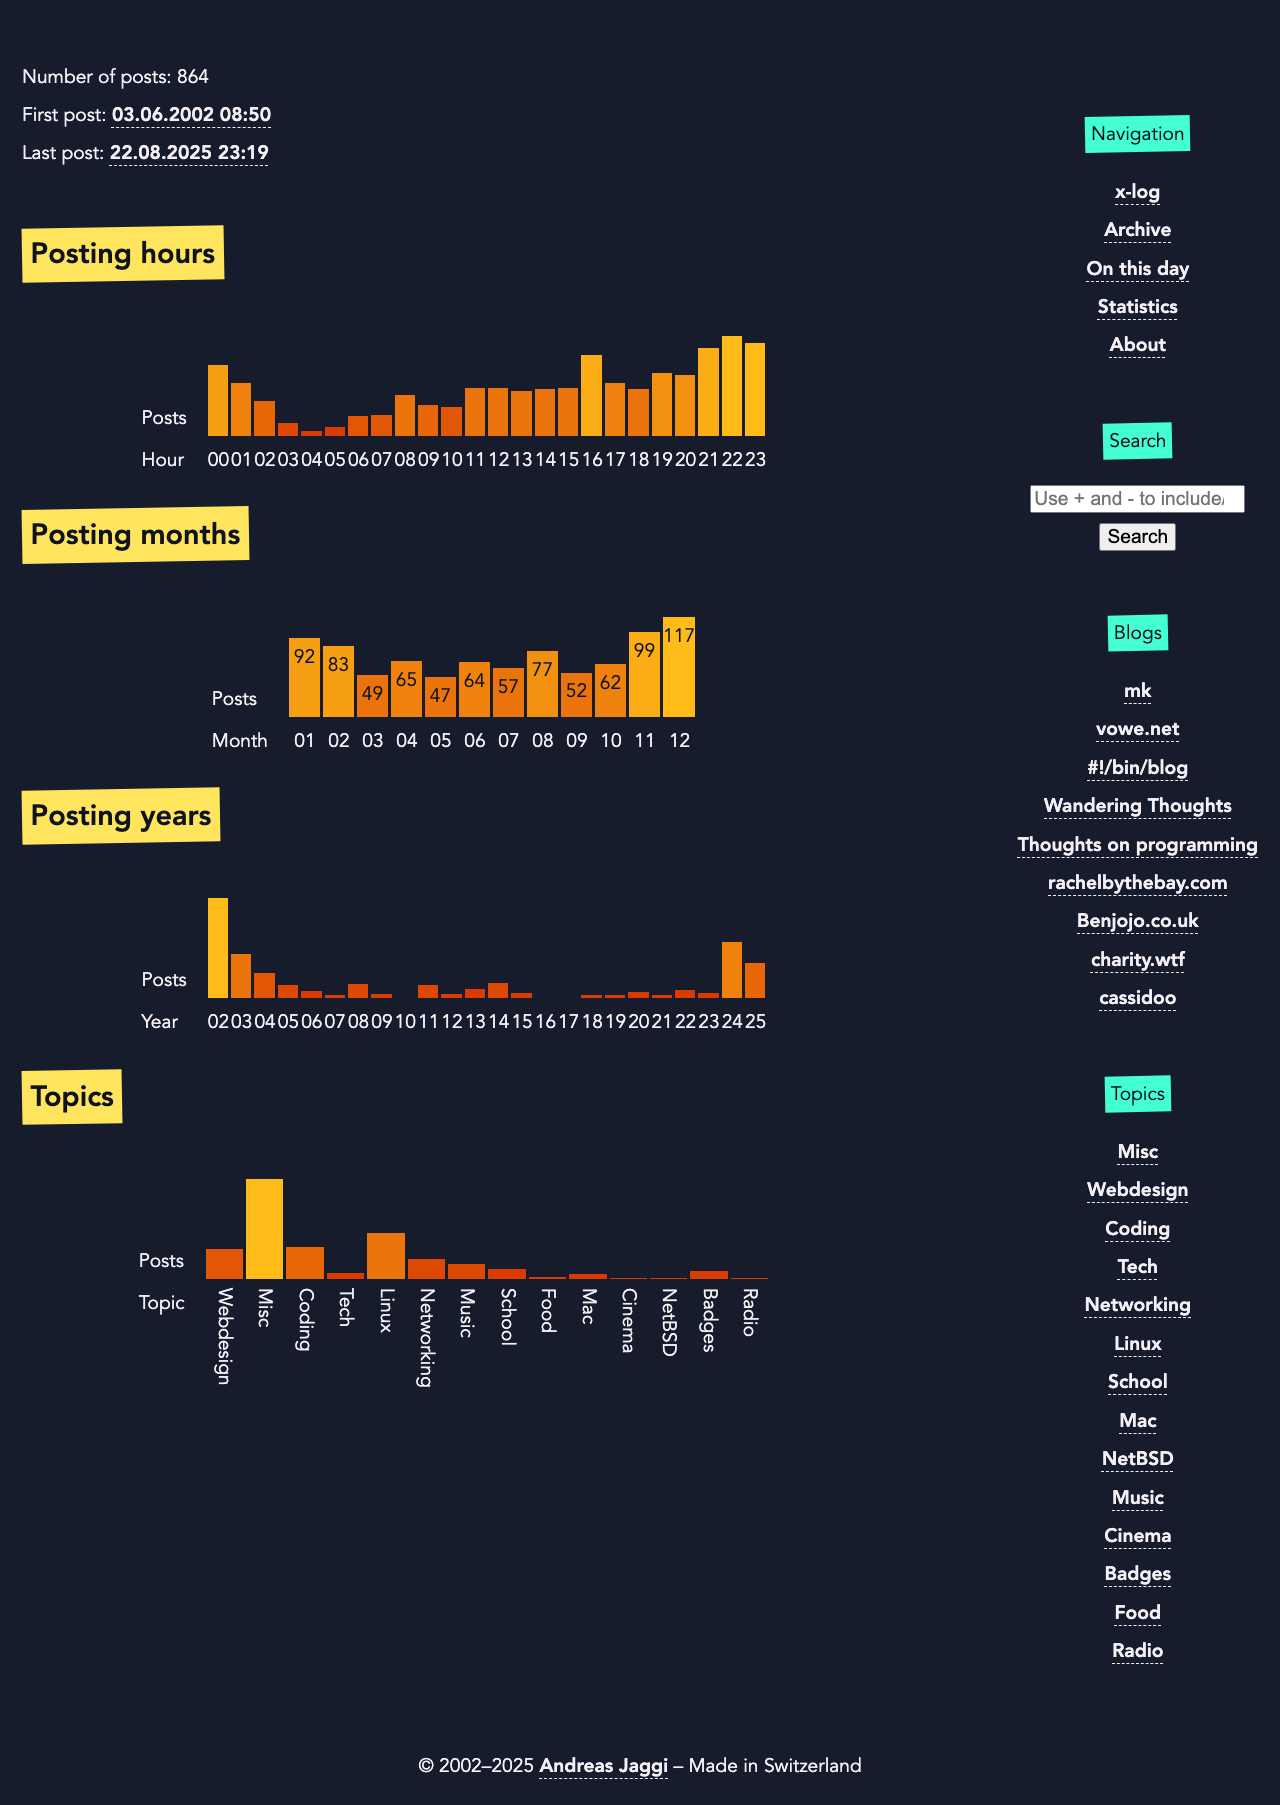 Number of posts: 864
First post: 03.06.2002 08:50
Last post: 22.08.2025 23:19
Posting hours
Posts
Hour 00 01 02 03 04 05 06 07 08 09 10 11 12 13 14 15 16 17 18 19 20 21 22 23
Posting months
Posts 92 83 49 65 47 64 57 77 52 62 99 117
Month 01 02 03 04 05 06 07 08 09 10 11 12
Posting years
Posts
Year 02 03 04 05 06 07 08 09 10 11 12 13 14 15 16 17 18 19 20 21 22 23 24 25
Topics
Posts
Topic Webdesign Misc Coding Tech Linux Networking Music School Food Mac Cinema NetBSD Badges Radio
Navigation
x-log
Archive
On this day
Statistics
About
Search
Use + and - to include/
Search
Blogs
mk
vowe.net
#!/bin/blog
Wandering Thoughts
Thoughts on programming
rachelbythebay.com
Benjojo.co.uk
charity.wtf
cassidoo
Topics
Misc
Webdesign
Coding
Tech
Networking
Linux
School
Mac
NetBSD
Music
Cinema
Badges
Food
Radio
© 2002–2025 Andreas Jaggi – Made in Switzerland